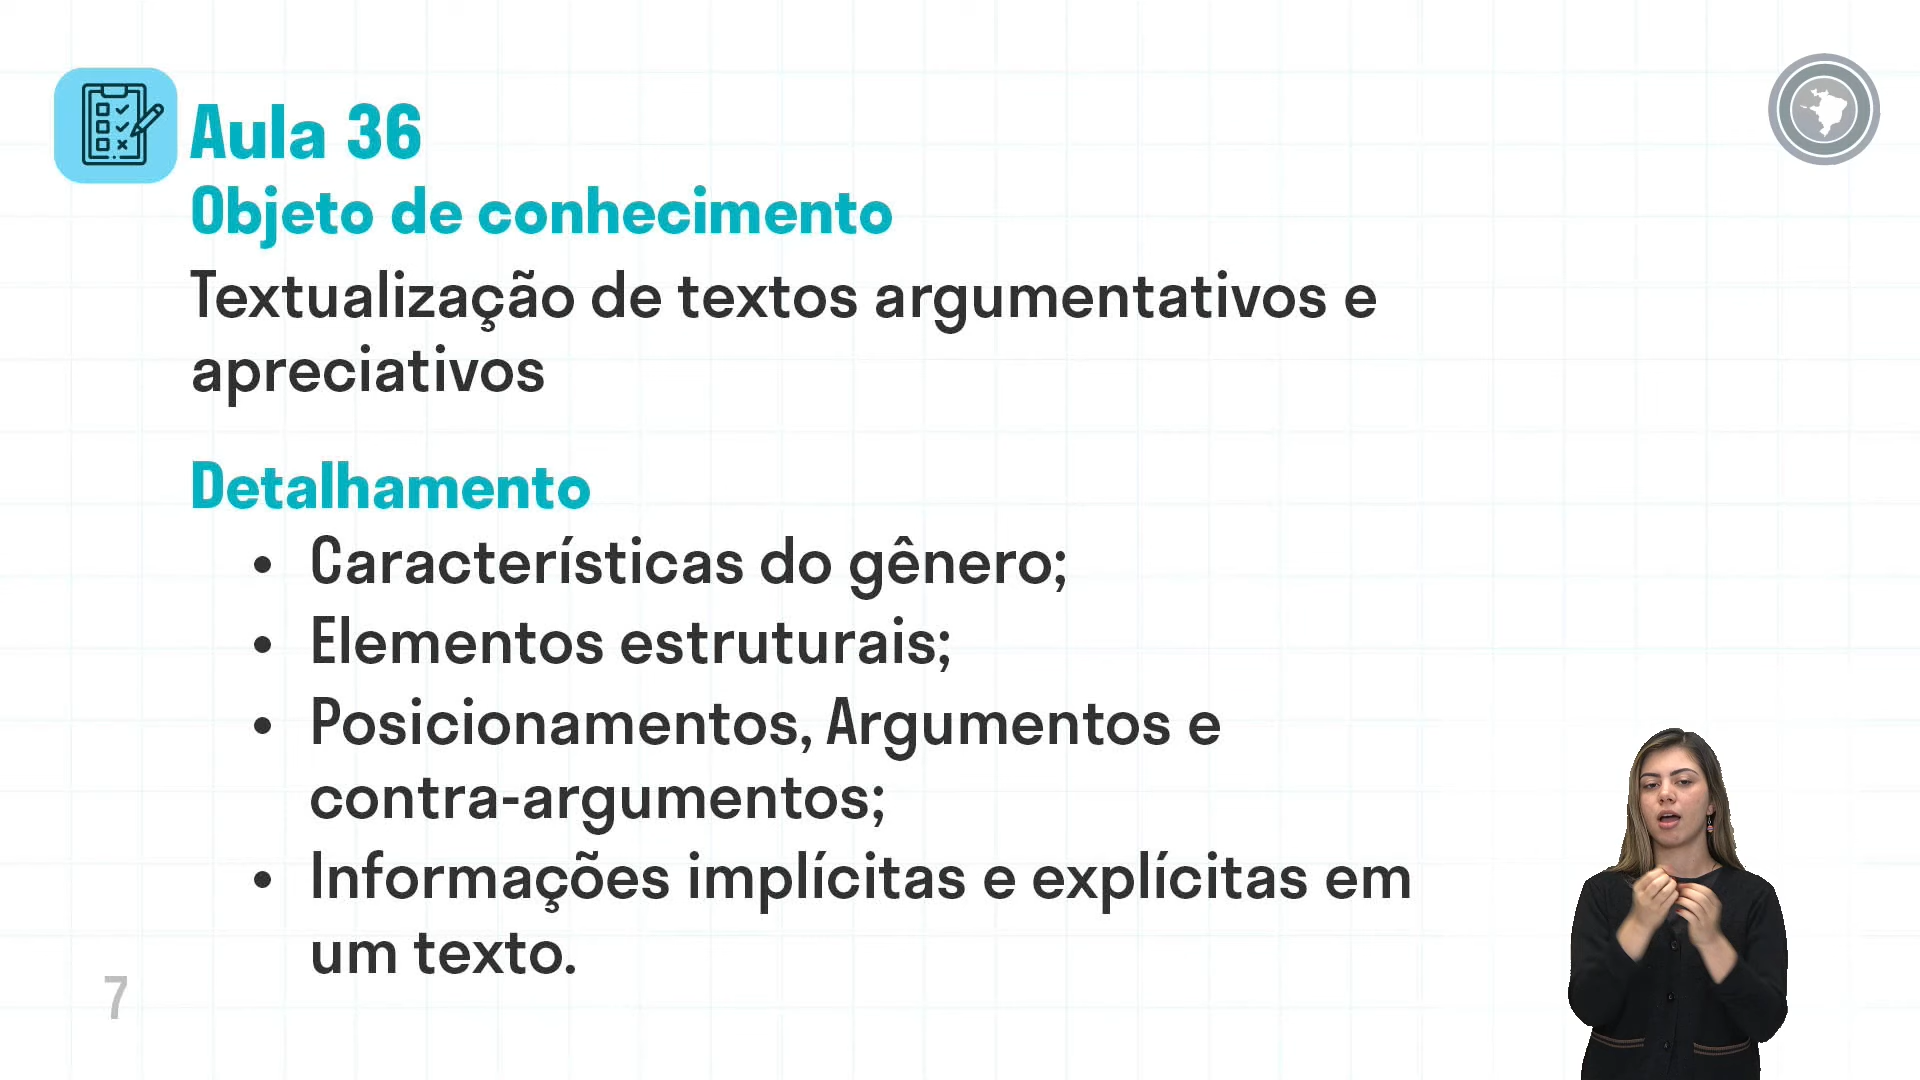 Aula 36
Objeto de conhecimento
Textualização de textos argumentativos e
apreciativos
Detalhamento
• Características do gênero;
• Elementos estruturais;
• Posicionamentos, Argumentos e
contra-argumentos;
• Informações implícitas e explícitas em
um texto.
7